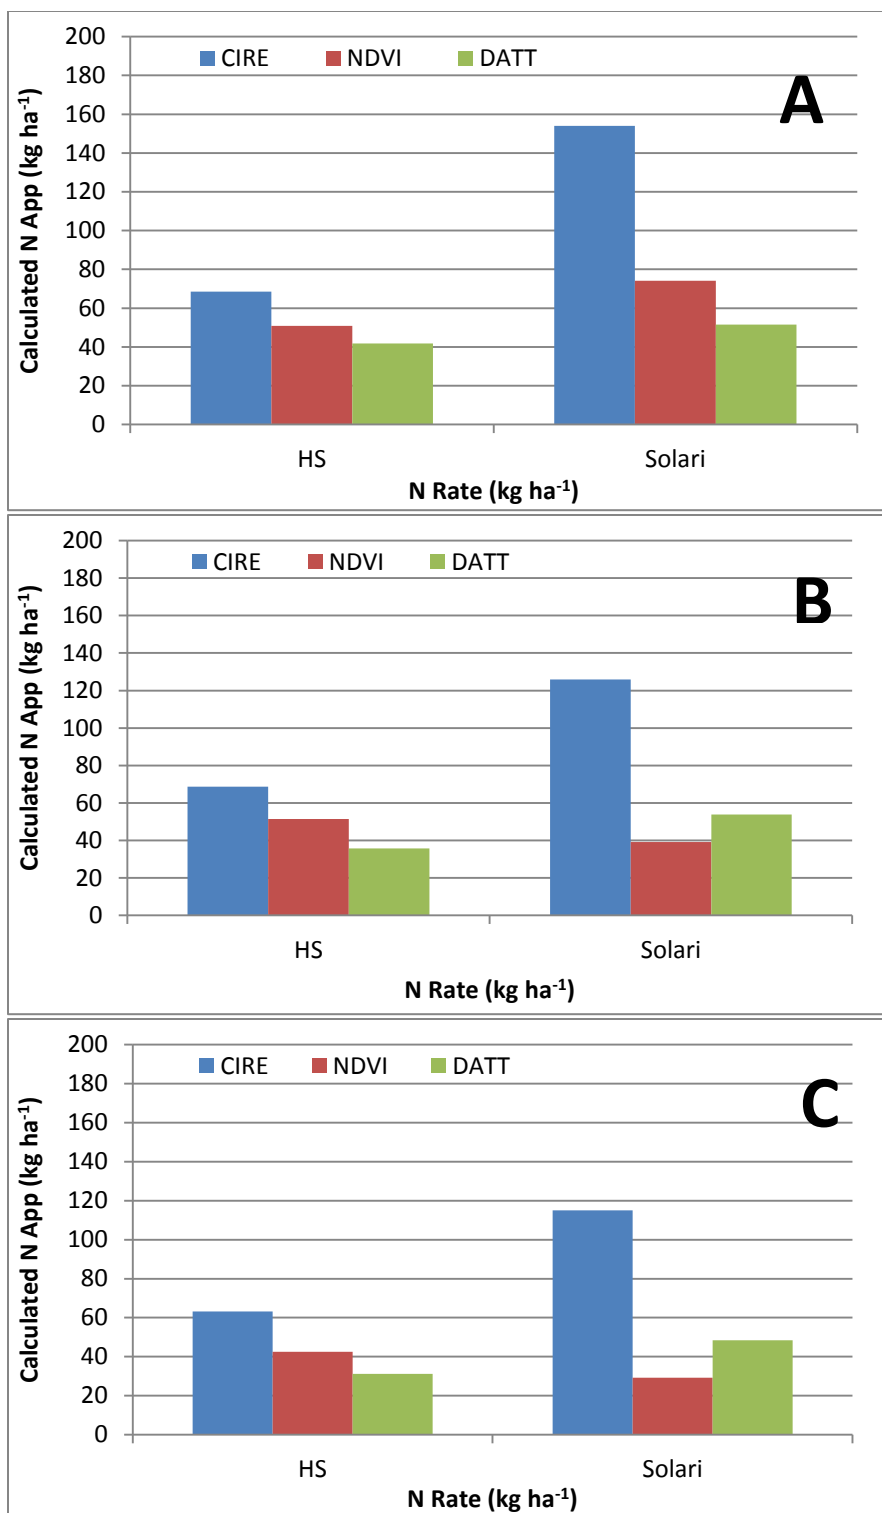 A
CIRE NDVI DATT
Calculated N App (kg ha⁻¹)
200
180
160
140
120
100
80
60
40
20
0
HS Solari
N Rate (kg ha⁻¹)
B
CIRE NDVI DATT
Calculated N App (kg ha⁻¹)
200
180
160
140
120
100
80
60
40
20
0
HS Solari
N Rate (kg ha⁻¹)
C
CIRE NDVI DATT
Calculated N App (kg ha⁻¹)
200
180
160
140
120
100
80
60
40
20
0
HS Solari
N Rate (kg ha⁻¹)